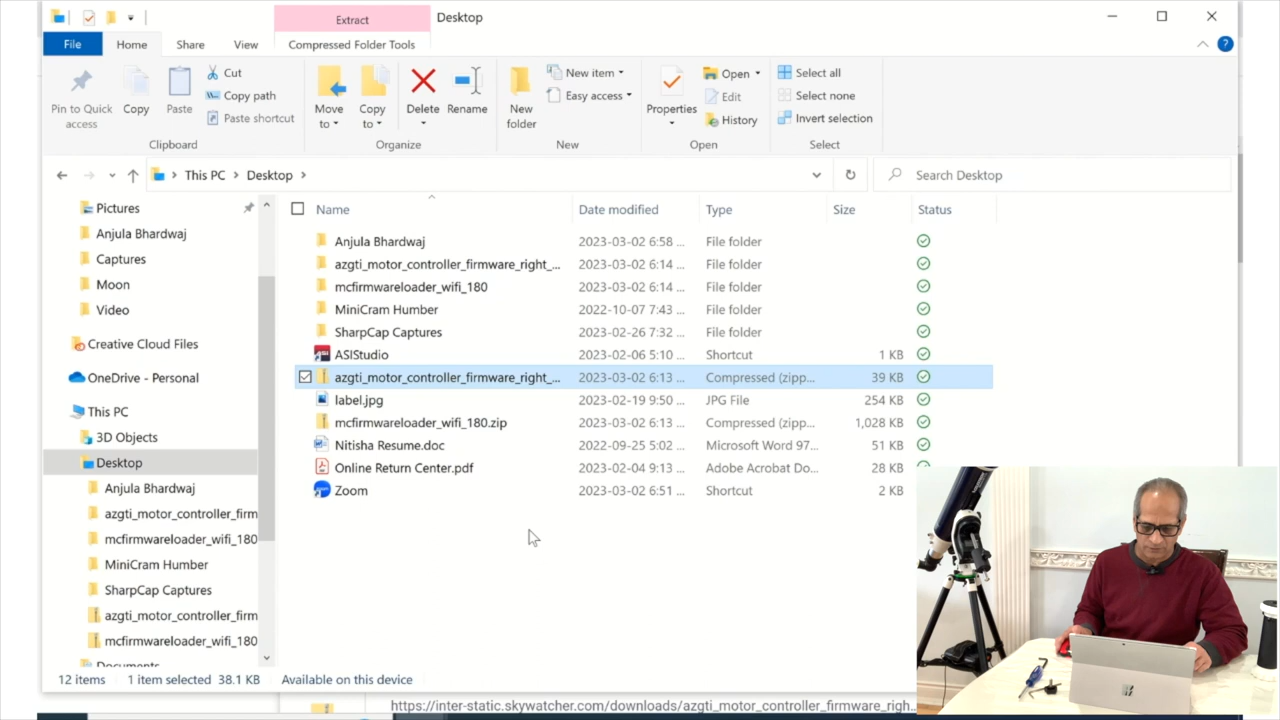 Extract
Desktop
File
Home
Share
View
Compressed Folder Tools
Pin to Quick access
Copy
Paste
Cut
Copy path
Paste shortcut
Clipboard
Move to
Copy to
Delete
Rename
Organize
New folder
New item
Easy access
New
Properties
Open
Edit
History
Open
Select all
Select none
Invert selection
Select
This PC > Desktop >
Search Desktop
Pictures
Anjula Bhardwaj
Captures
Moon
Video
Creative Cloud Files
OneDrive - Personal
This PC
3D Objects
Desktop
Anjula Bhardwaj
azgti_motor_controller_firm
mcfirmwareloader_wifi_180
MiniCram Humber
SharpCap Captures
azgti_motor_controller_firm
mcfirmwareloader_wifi_180
Documents
Name Date modified Type Size Status
Anjula Bhardwaj 2023-03-02 6:58 ... File folder
azgti_motor_controller_firmware_right_... 2023-03-02 6:14 ... File folder
mcfirmwareloader_wifi_180 2023-03-02 6:14 ... File folder
MiniCram Humber 2022-10-07 7:43 ... File folder
SharpCap Captures 2023-02-26 7:32 ... File folder
ASIStudio 2023-02-06 5:10 ... Shortcut 1 KB
azgti_motor_controller_firmware_right_... 2023-03-02 6:13 ... Compressed (zipp... 39 KB
label.jpg 2023-02-19 9:50 ... JPG File 254 KB
mcfirmwareloader_wifi_180.zip 2023-03-02 6:13 ... Compressed (zipp... 1,028 KB
Nitisha Resume.doc 2022-09-25 5:02 ... Microsoft Word 97... 51 KB
Online Return Center.pdf 2023-02-04 9:13 ... Adobe Acrobat Do... 28 KB
Zoom 2023-03-02 6:51 ... Shortcut 2 KB
12 items 1 item selected 38.1 KB Available on this device
https://inter-static.skywatcher.com/downloads/azgti_motor_controller_firmware_righ...